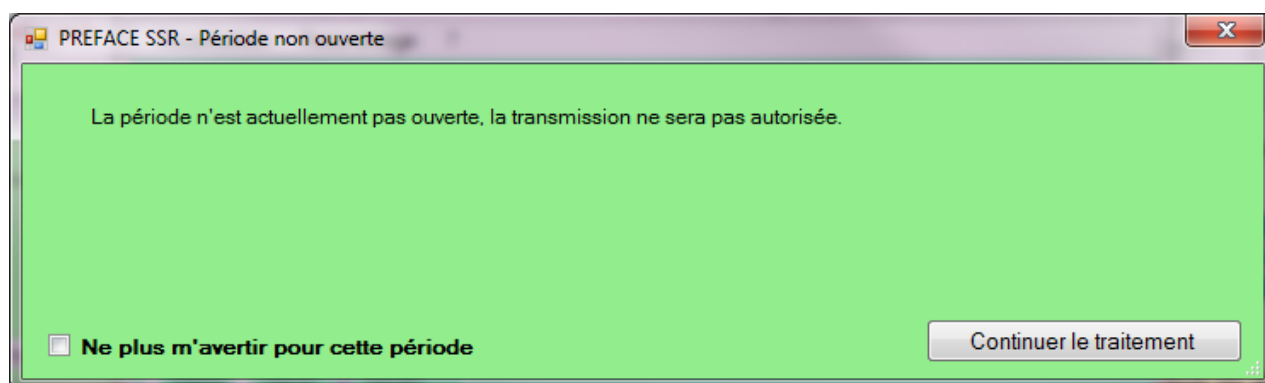 PREFACE SSR - Période non ouverte
La période n'est actuellement pas ouverte, la transmission ne sera pas autorisée.
Ne plus m'avertir pour cette période
Continuer le traitement